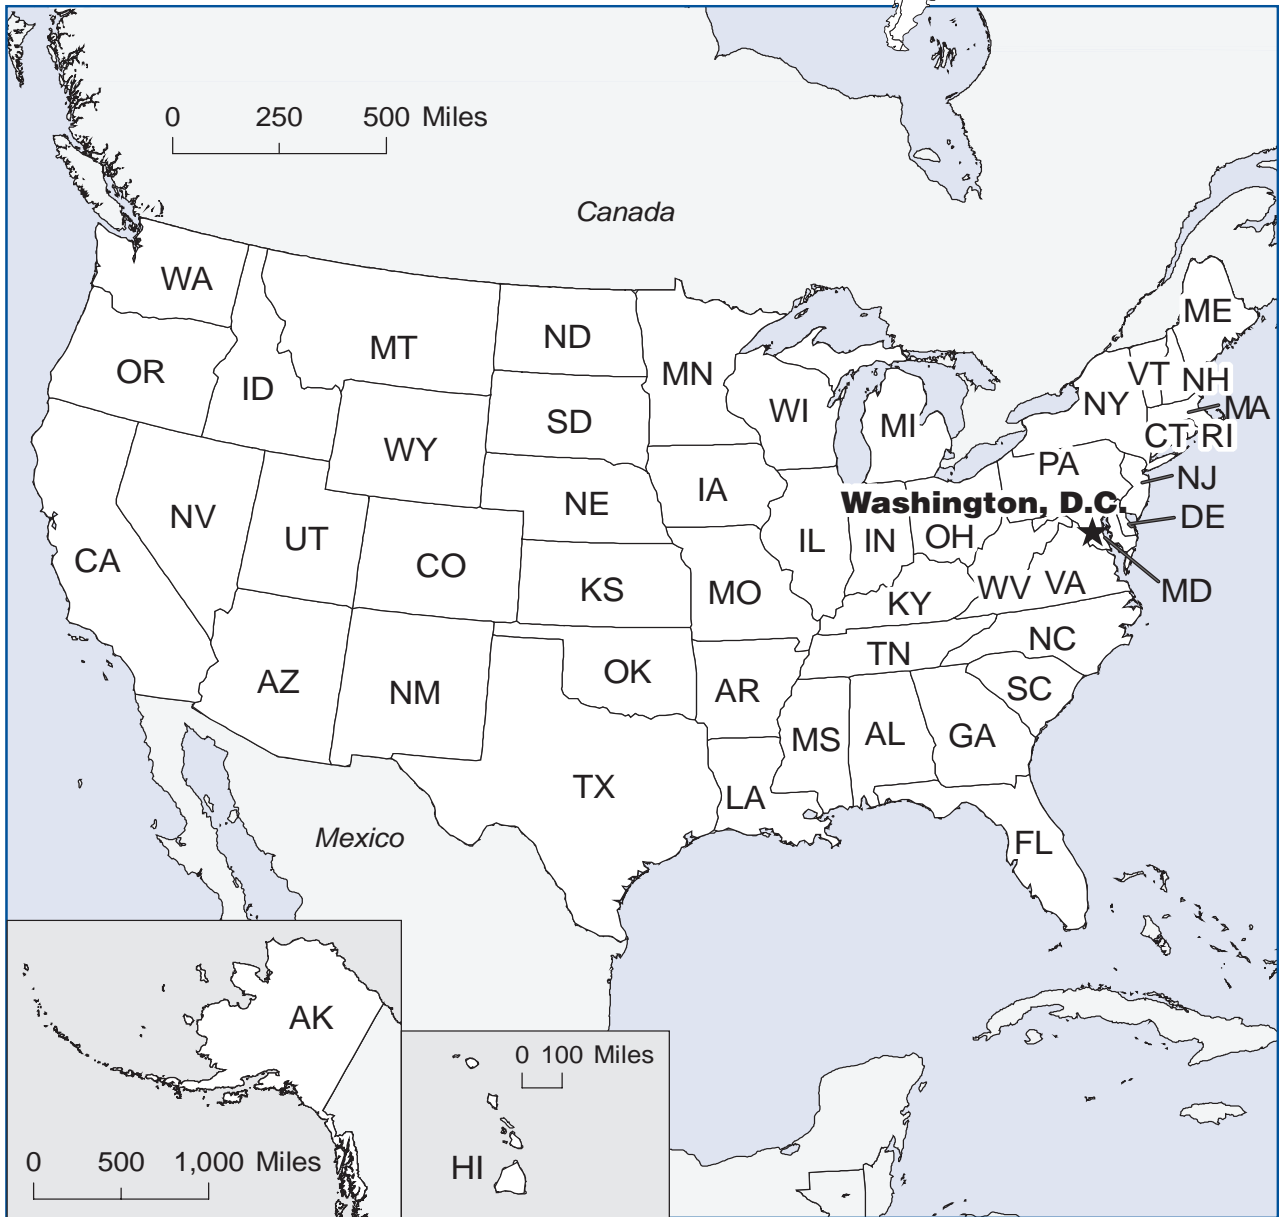 0 250 500 Miles
Canada
WA
ME
MT
ND
OR
MN
VT
NH
ID
NY
MA
WI
SD
MI
CT
RI
WY
PA
NJ
IA
NE
Washington, D.C.
NV
DE
UT
IL
IN
OH
CA
CO
KS
MO
WV
VA
MD
KY
NC
TN
OK
AZ
NM
AR
SC
MS
AL
GA
TX
LA
Mexico
FL
AK
0 100 Miles
0 500 1,000 Miles
HI